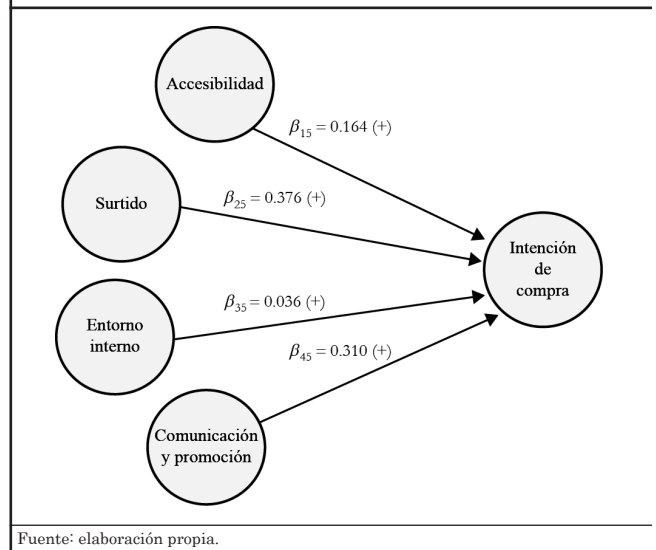 Accesibilidad
β15 = 0.164 (+)
Surtido
β25 = 0.376 (+)
Intención
de
compra
Entorno
interno
β35 = 0.036 (+)
β45 = 0.310 (+)
Comunicación
y promoción
Fuente: elaboración propia.